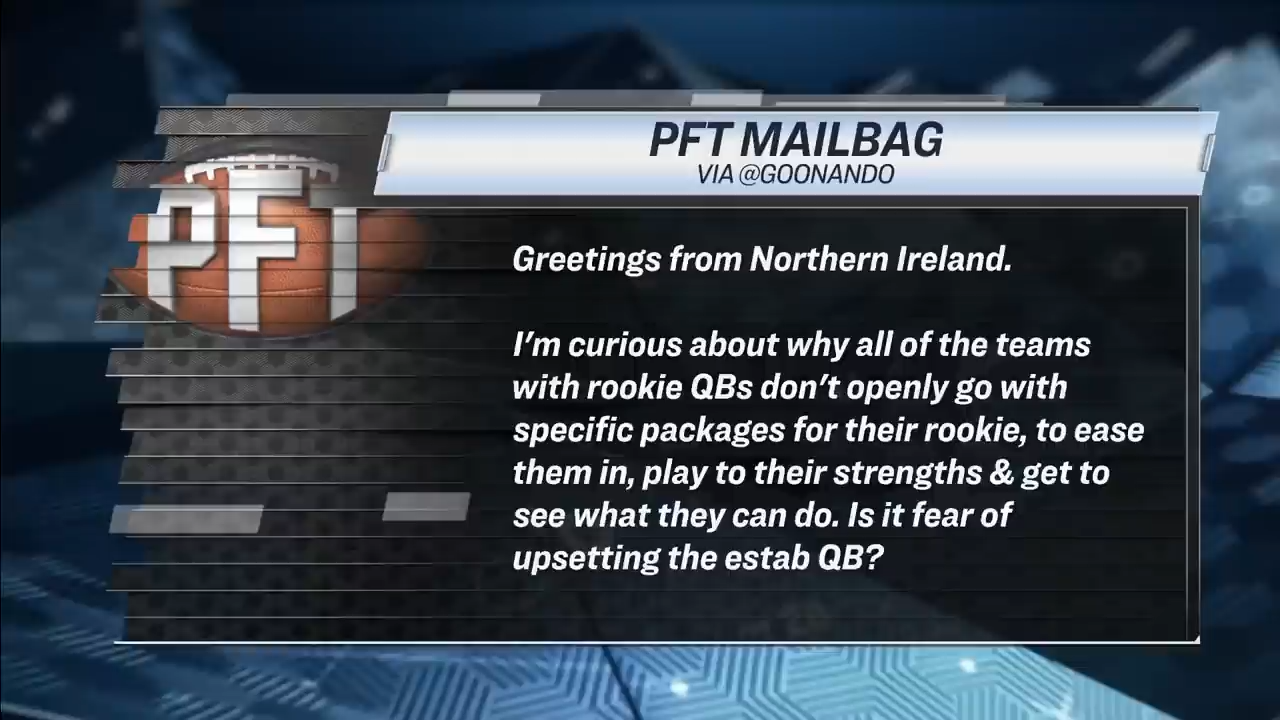 PFT MAILBAG
VIA @GOONANDO
PFT
Greetings from Northern Ireland.
I'm curious about why all of the teams
with rookie QBs don't openly go with
specific packages for their rookie, to ease
them in, play to their strengths & get to
see what they can do. Is it fear of
upsetting the estab QB?